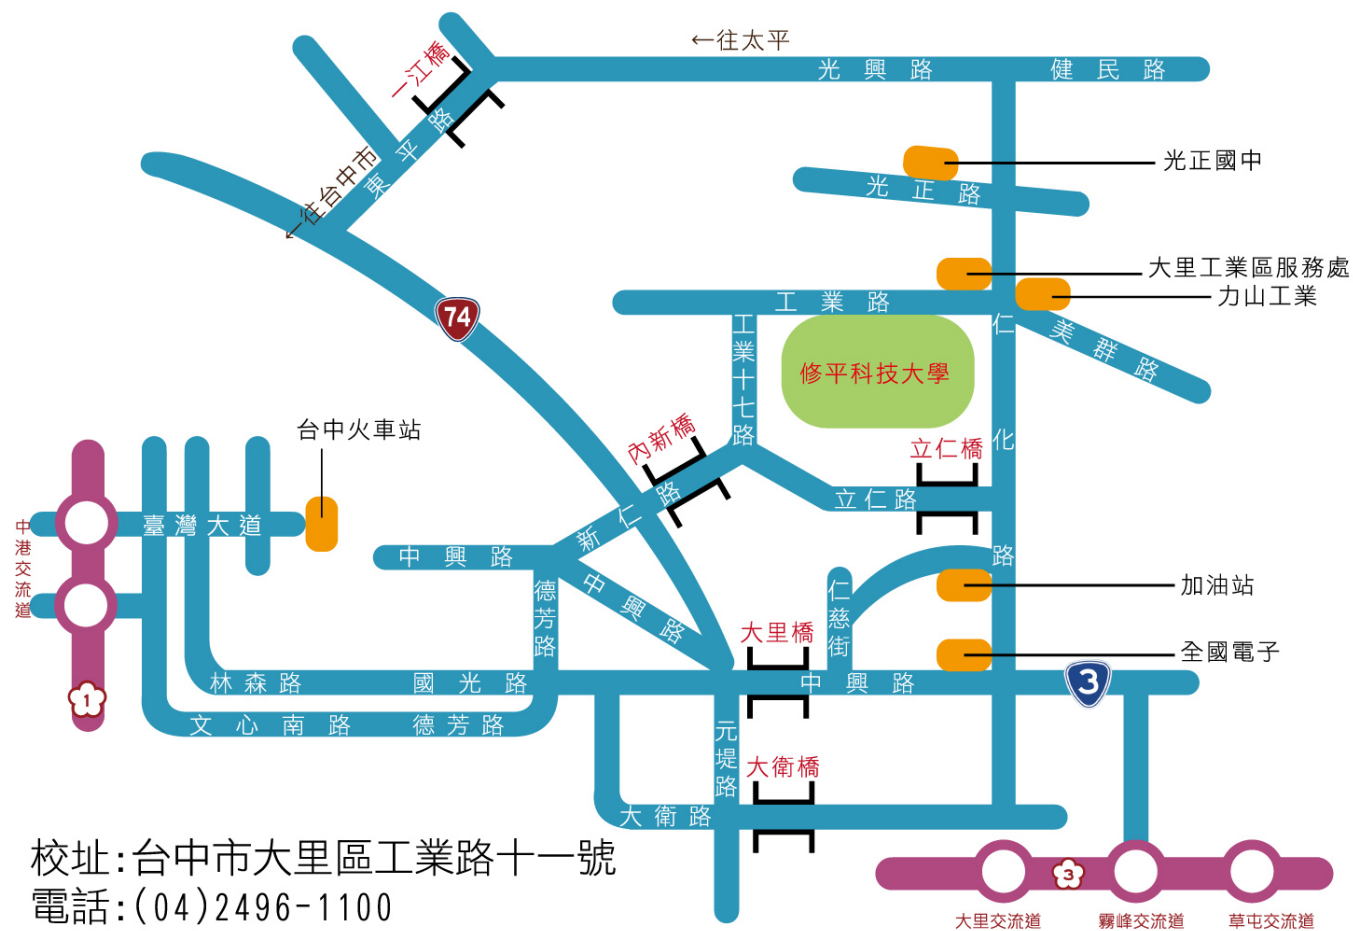 ←往太平
一江橋
光興路
健民路
東平路
←往台中市
光正國中
光正路
大里工業區服務處
力山工業
工業路
74
仁化路
美群路
工業十七路
修平科技大學
台中火車站
內新橋
立仁橋
立仁路
新仁路
中港交流道
臺灣大道
中興路
德芳路
中興路
仁慈街
加油站
大里橋
全國電子
林森路
國光路
中興路
3
1
文心南路
德芳路
元堤路
大衛橋
大衛路
校址:台中市大里區工業路十一號
電話:(04)2496-1100
3
大里交流道
霧峰交流道
草屯交流道